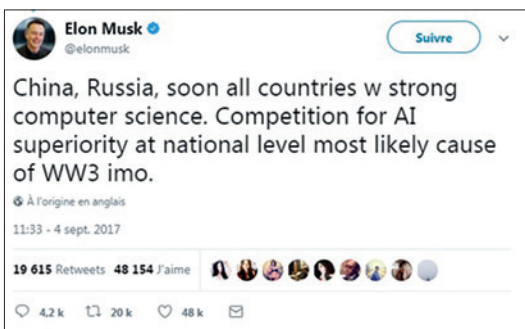 Elon Musk
@elonmusk
Suivre
China, Russia, soon all countries w strong
computer science. Competition for AI
superiority at national level most likely cause
of WW3 imo.
À l'origine en anglais
11:33 - 4 sept. 2017
19 615 Retweets 48 154 J'aime
4,2 k 20 k 48 k